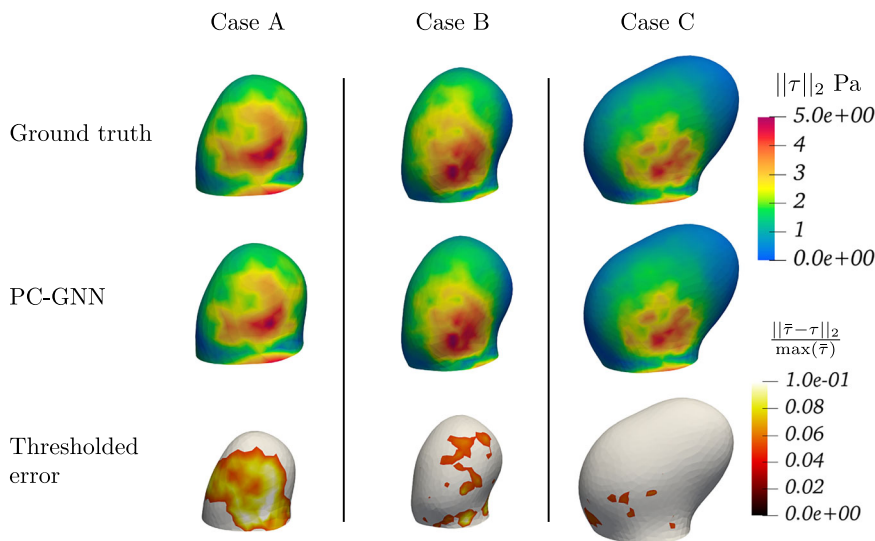 Case A Case B Case C
||τ||₂ Pa
Ground truth
5.0e+00
4
3
2
1
0.0e+00
PC-GNN
||τ̄−τ||₂
max(τ̄)
Thresholded
error
1.0e-01
0.08
0.06
0.04
0.02
0.0e+00